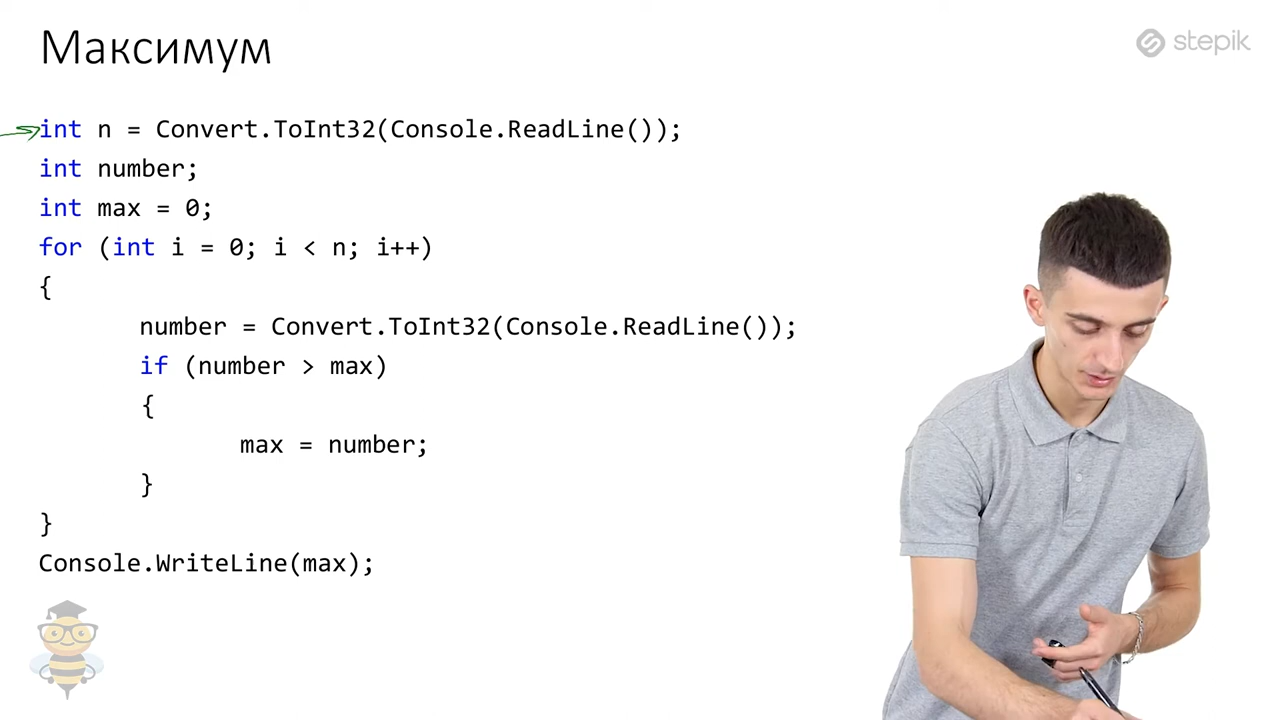 Максимум
stepik
int n = Convert.ToInt32(Console.ReadLine());
int number;
int max = 0;
for (int i = 0; i < n; i++)
{
number = Convert.ToInt32(Console.ReadLine());
if (number > max)
{
max = number;
}
}
Console.WriteLine(max);